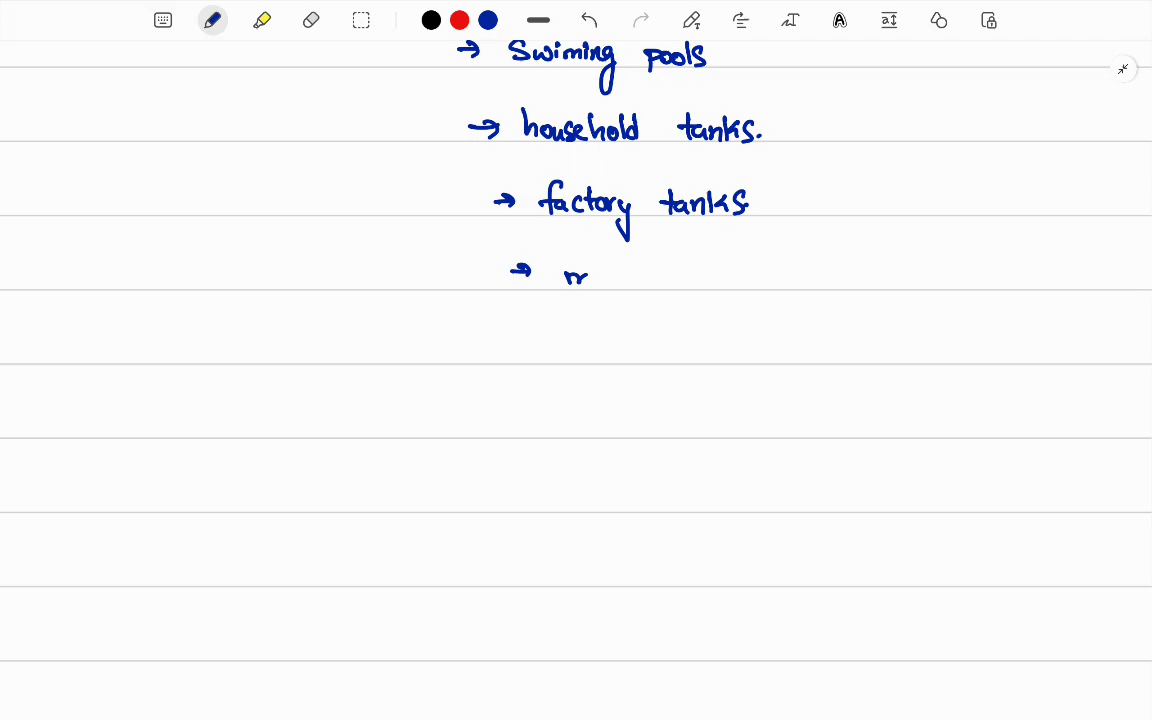 → Swiming pools
→ household tanks.
→ factory tanks.
→